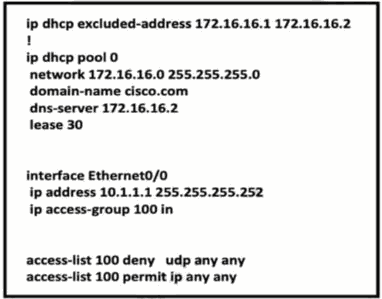 ip dhcp excluded-address 172.16.16.1 172.16.16.2
!
ip dhcp pool 0
network 172.16.16.0 255.255.255.0
domain-name cisco.com
dns-server 172.16.16.2
lease 30
interface Ethernet0/0
ip address 10.1.1.1 255.255.255.252
ip access-group 100 in
access-list 100 deny udp any any
access-list 100 permit ip any any